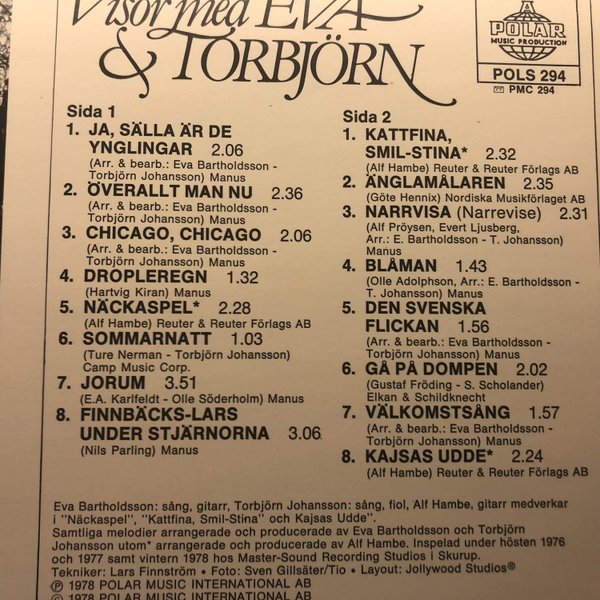 Visor med EVA
& TORBJÖRN
POLAR
MUSIC PRODUCTION
POLS 294
PMC 294
Sida 1
1. JA, SÄLLA ÄR DE
YNGLINGAR 2.06
(Arr. & bearb.: Eva Bartholdsson -
Torbjörn Johansson) Manus
2. ÖVERALLT MAN NU 2.36
(Arr. & bearb.: Eva Bartholdsson -
Torbjörn Johansson) Manus
3. CHICAGO, CHICAGO 2.06
(Arr. & bearb.: Eva Bartholdsson -
Torbjörn Johansson) Manus
4. DROPLEREGN 1.32
(Hartvig Kiran) Manus
5. NÄCKASPEL* 2.28
(Alf Hambe) Reuter & Reuter Förlags AB
6. SOMMARNATT 1.03
(Ture Nerman - Torbjörn Johansson)
Camp Music Corp.
7. JORUM 3.51
(E.A. Karlfeldt - Olle Söderholm) Manus
8. FINNBÄCKS-LARS
UNDER STJÄRNORNA 3.06
(Nils Parling) Manus
Sida 2
1. KATTFINA,
SMIL-STINA* 2.32
(Alf Hambe) Reuter & Reuter Förlags AB
2. ÄNGLAMÅLAREN 2.35
(Göte Hennix) Nordiska Musikförlaget AB
3. NARRVISA (Narrevise) 2.31
(Alf Pröysen, Evert Ljusberg,
Arr.: E. Bartholdsson - T. Johansson)
Manus
4. BLÅMAN 1.43
(Olle Adolphson, Arr.: E. Bartholdsson -
T. Johansson) Manus
5. DEN SVENSKA
FLICKAN 1.56
(Arr. & bearb.: Eva Bartholdsson -
Torbjörn Johansson) Manus
6. GÅ PÅ DOMPEN 2.02
(Gustaf Fröding - S. Scholander)
Elkan & Schildknecht
7. VÄLKOMSTSÅNG 1.57
(Arr. & bearb.: Eva Bartholdsson -
Torbjörn Johansson) Manus
8. KAJSAS UDDE* 2.24
(Alf Hambe) Reuter & Reuter Förlags AB
Eva Bartholdsson: sång, gitarr, Torbjörn Johansson: sång, fiol, Alf Hambe, gitarr medverkar
i "Näckaspel", "Kattfina, Smil-Stina" och Kajsas Udde".
Samtliga melodier arrangerade och producerade av Eva Bartholdsson och Torbjörn
Johansson utom* arrangerade och producerade av Alf Hambe. Inspelad under hösten 1976
och 1977 samt vintern 1978 hos Master-Sound Recording Studios i Skurup.
Tekniker: Lars Finnström • Foto: Sven Gillsäter/Tio • Layout: Jollywood Studios®
℗ 1978 POLAR MUSIC INTERNATIONAL AB
© 1978 POLAR MUSIC INTERNATIONAL AB